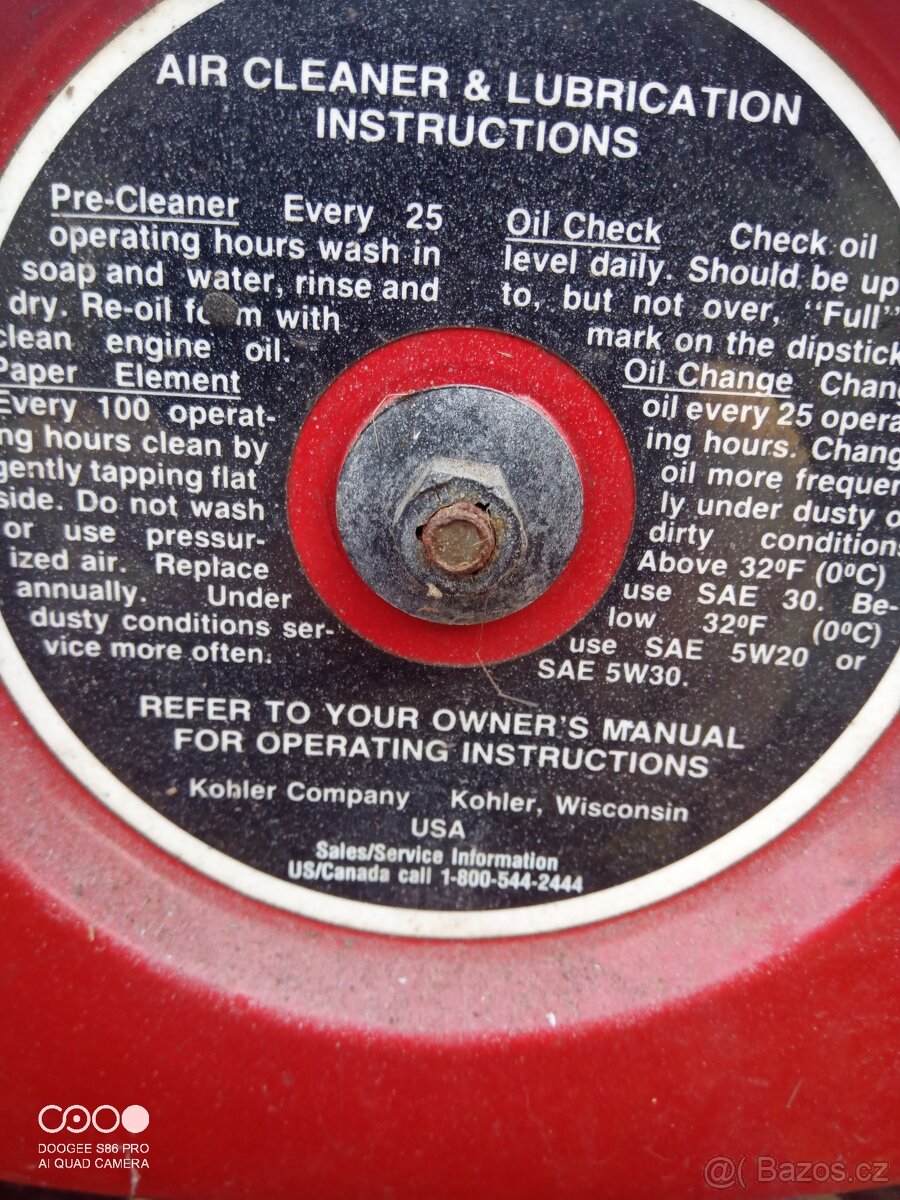 AIR CLEANER & LUBRICATION
INSTRUCTIONS
Pre-Cleaner Every 25
operating hours wash in
soap and water, rinse and
dry. Re-oil fo m with
clean engine oil.
Paper Element
Every 100 operat-
ng hours clean by
gently tapping flat
side. Do not wash
or use pressur-
ized air. Replace
annually. Under
dusty conditions ser-
vice more often.
Oil Check Check oil
level daily. Should be up
to, but not over, "Full"
mark on the dipstick
Oil Change Chang
oil every 25 opera
ing hours. Chang
oil more frequen
ly under dusty o
dirty conditions
Above 32ºF (0ºC)
use SAE 30. Be-
low 32ºF (0ºC)
use SAE 5W20 or
SAE 5W30.
REFER TO YOUR OWNER'S MANUAL
FOR OPERATING INSTRUCTIONS
Kohler Company Kohler, Wisconsin
USA
Sales/Service Information
US/Canada call 1-800-544-2444
DOOGEE S86 PRO
AI QUAD CAMERA
@( Bazos.cz